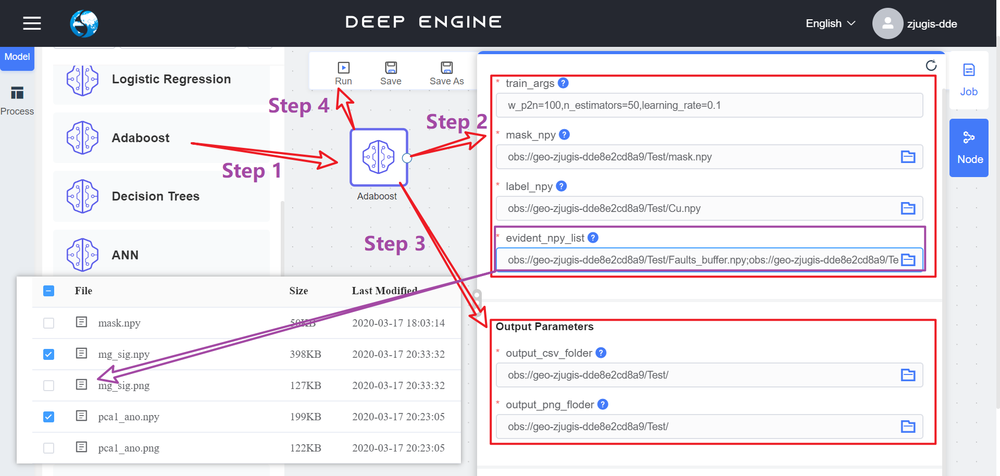 DEEP ENGINE
English
zjugis-dde
Model
Process
Logistic Regression
Adaboost
Decision Trees
ANN
Run
Save
Save As
Step 4
Step 2
Step 1
Step 3
Adaboost
* train_args ?
w_p2n=100,n_estimators=50,learning_rate=0.1
* mask_npy ?
obs://geo-zjugis-dde8e2cd8a9/Test/mask.npy
* label_npy ?
obs://geo-zjugis-dde8e2cd8a9/Test/Cu.npy
* evident_npy_list ?
obs://geo-zjugis-dde8e2cd8a9/Test/Faults_buffer.npy;obs://geo-zjugis-dde8e2cd8a9/Te
Output Parameters
* output_csv_folder ?
obs://geo-zjugis-dde8e2cd8a9/Test/
* output_png_floder ?
obs://geo-zjugis-dde8e2cd8a9/Test/
Job
Node
File Size Last Modified
mask.npy 50KB 2020-03-17 18:03:14
mg_sig.npy 398KB 2020-03-17 20:33:32
mg_sig.png 127KB 2020-03-17 20:33:32
pca1_ano.npy 199KB 2020-03-17 20:23:05
pca1_ano.png 122KB 2020-03-17 20:23:05